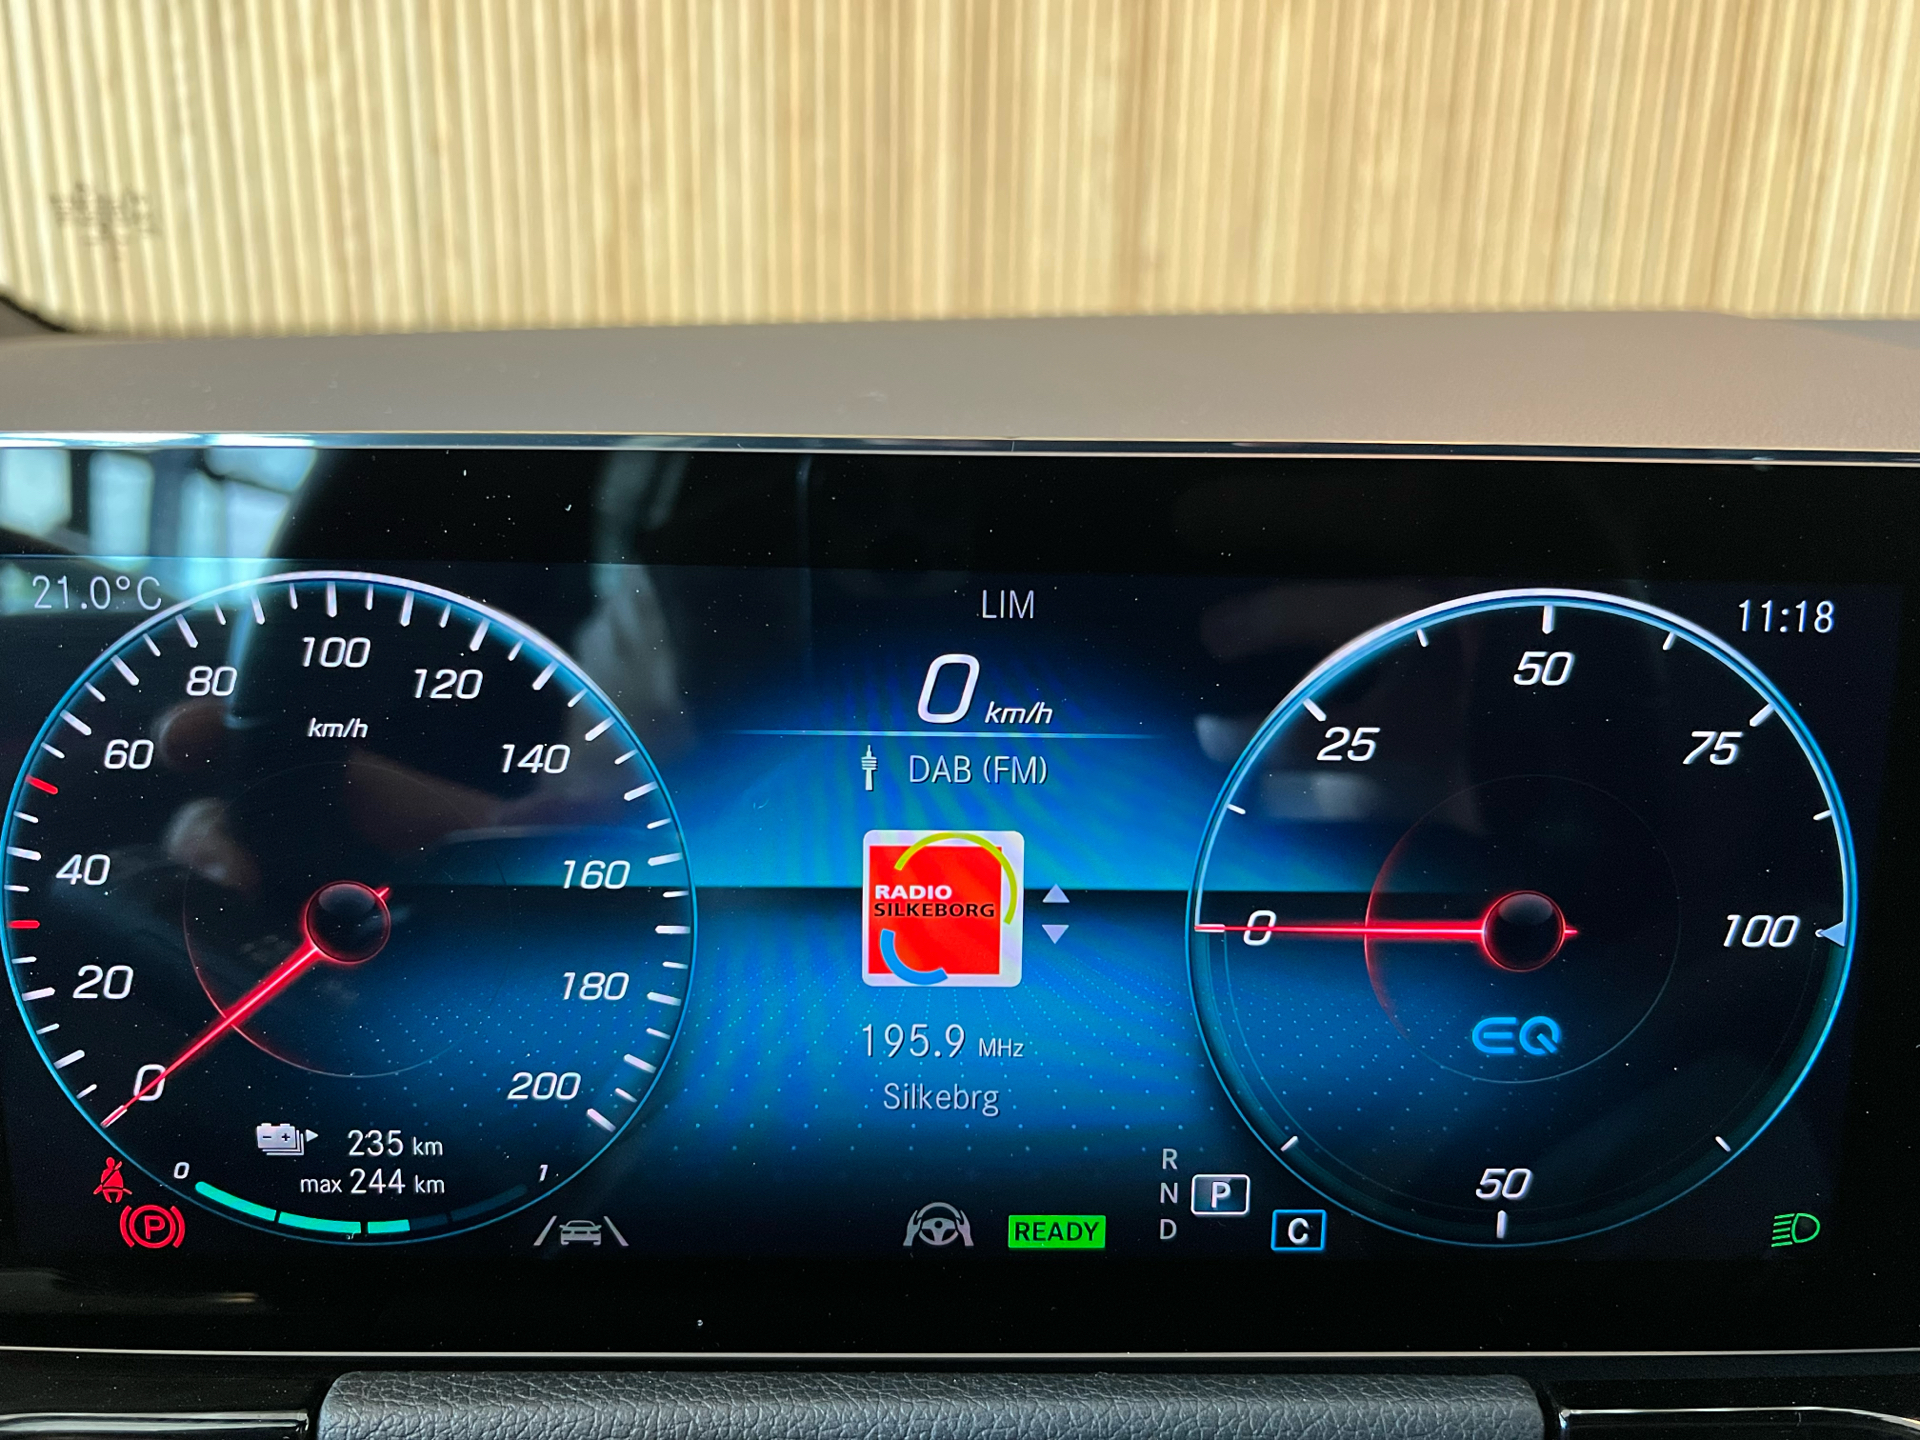 21.0°C
LIM
11:18
0 km/h
DAB (FM)
RADIO
SILKEBORG
195.9 MHz
Silkebrg
100
80
120
km/h
60
140
40
160
20
180
0
200
235 km
max 244 km
0
1
P
READY
R
N
D
P
C
50
25
75
0
100
EQ
50